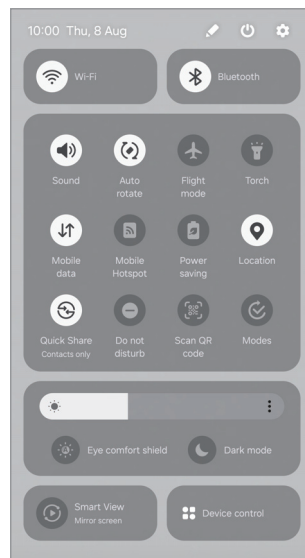 10:00 Thu, 8 Aug
Wi-Fi
Bluetooth
Sound
Auto
rotate
Flight
mode
Torch
Mobile
data
Mobile
Hotspot
Power
saving
Location
Quick Share
Contacts only
Do not
disturb
Scan QR
code
Modes
Eye comfort shield
Dark mode
Smart View
Mirror screen
Device control